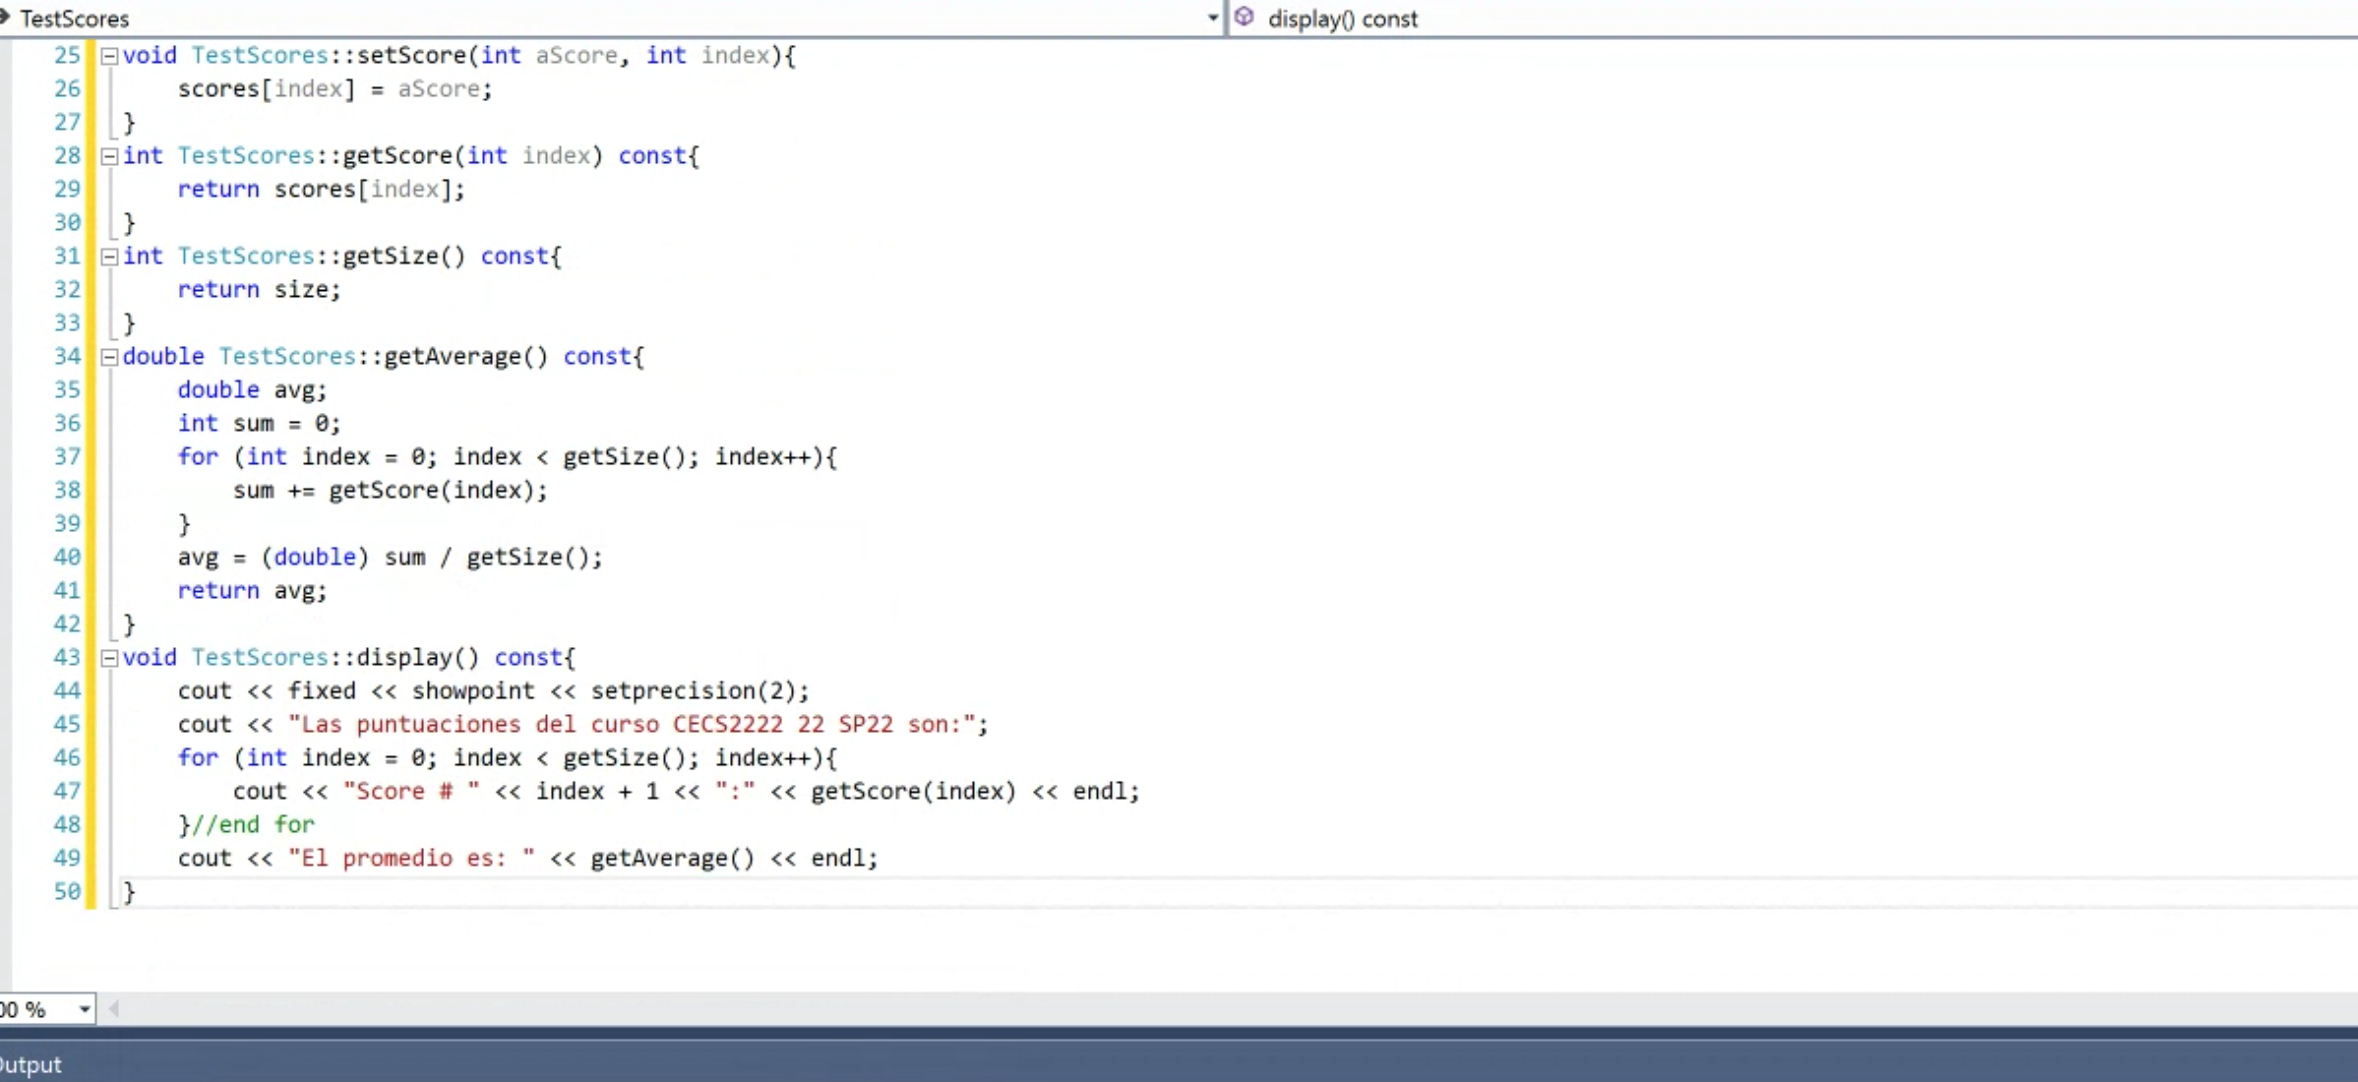 TestScores display() const
25 void TestScores::setScore(int aScore, int index){
26     scores[index] = aScore;
27 }
28 int TestScores::getScore(int index) const{
29     return scores[index];
30 }
31 int TestScores::getSize() const{
32     return size;
33 }
34 double TestScores::getAverage() const{
35     double avg;
36     int sum = 0;
37     for (int index = 0; index < getSize(); index++){
38         sum += getScore(index);
39     }
40     avg = (double) sum / getSize();
41     return avg;
42 }
43 void TestScores::display() const{
44     cout << fixed << showpoint << setprecision(2);
45     cout << "Las puntuaciones del curso CECS2222 22 SP22 son:";
46     for (int index = 0; index < getSize(); index++){
47         cout << "Score # " << index + 1 << ":" << getScore(index) << endl;
48     }//end for
49     cout << "El promedio es: " << getAverage() << endl;
50 }
00 %
Output